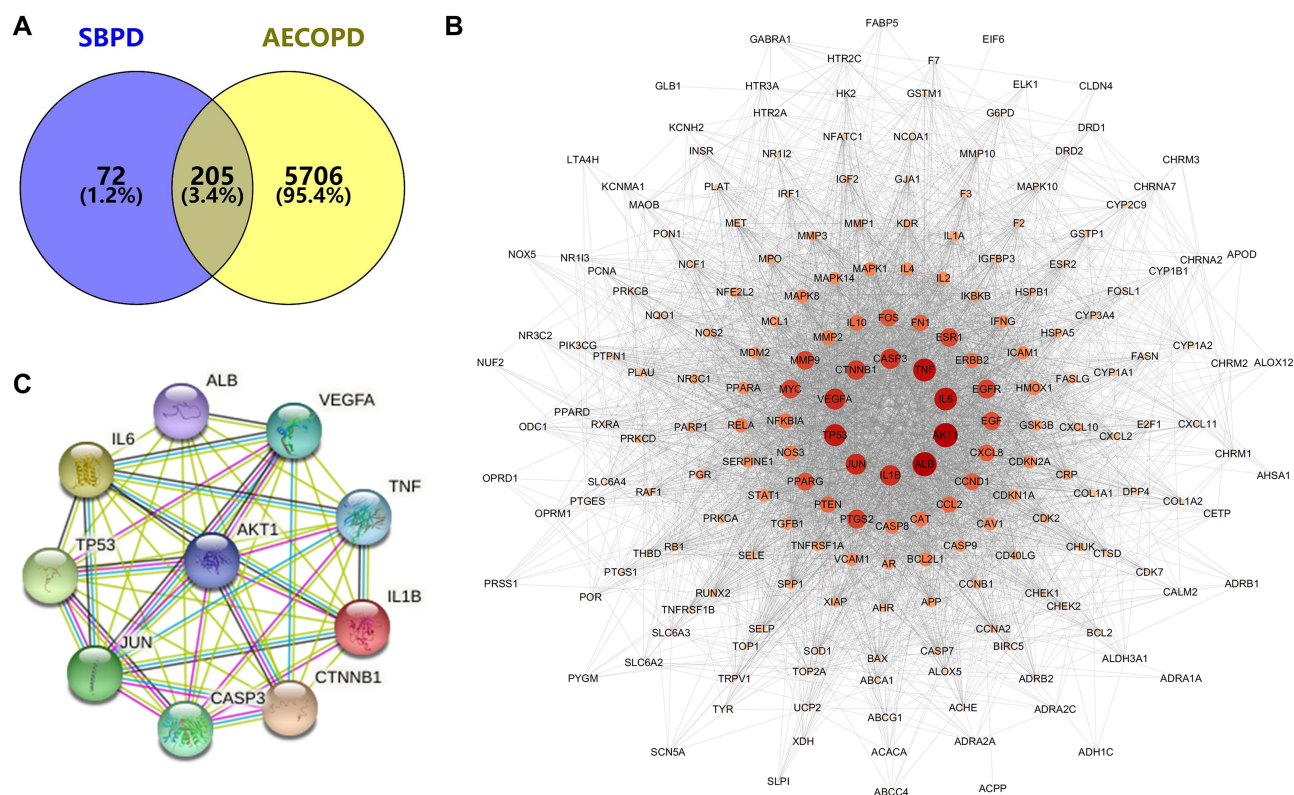 A
SBPD AECOPD
72 205 5706
(1.2%) (3.4%) (95.4%)
B
FABP5
GABRA1 EIF6
HTR2C F7
GLB1 HTR3A HK2 GSTM1 ELK1 CLDN4
HTR2A G6PD
KCNH2 NFATC1 NCOA1 DRD1
LTA4H INSR NR1I2 MMP10 DRD2 CHRM3
KCNMA1 PLAT IRF1 IGF2 GJA1 F3 MAPK10 CHRNA7
MAOB CYP2C9
PON1 MET MMP3 MMP1 KDR IL1A F2 GSTP1
NOX5 NR1I3 NCF1 MPO MAPK14 MAPK1 IL4 IL2 IGFBP3 ESR2 CHRNA2 APOD
PCNA CYP1B1
PRKCB NFE2L2 MAPK8 IKBKB HSPB1 FOSL1
NQO1 MCL1 IL10 FOS FN1 IFNG CYP3A4
NR3C2 NOS2 MMP2 ESR1 HSPA5
PIK3CG PTPN1 MDM2 MMP9 CTNNB1 CASP3 TNF ERBB2 ICAM1 FASN CYP1A2
NUF2 PLAU NR3C1 PPARA MYC EGFR HMOX1 FASLG CYP1A1 CHRM2 ALOX12
VEGFA IL6
PPARD
ODC1 RXRA PARP1 RELA NFKBIA EGF GSK3B CXCL10 E2F1 CXCL11
PRKCD TP53 AKT1 CXCL2
NOS3 CXCL8 CHRM1
OPRD1 SLC6A4 PGR SERPINE1 JUN ALB CDKN2A CRP AHSA1
PTGES RAF1 STAT1 PPARG IL1B CCND1 CDKN1A COL1A1 DPP4 COL1A2
OPRM1 PRKCA TGFB1 PTEN PTGS2 CASP8 CAT CCL2 CAV1 CDK2 CETP
THBD RB1 SELE TNFRSF1A VCAM1 AR BCL2L1 CASP9 CD40LG CHUK CTSD
PRSS1 PTGS1 CDK7 ADRB1
POR RUNX2 SPP1 XIAP AHR APP CCNB1 CHEK1 CALM2
TNFRSF1B CHEK2
SLC6A3 SELP CCNA2 BCL2
TOP1 SOD1 BAX CASP7 BIRC5
SLC6A2 TOP2A ALOX5 ALDH3A1
PYGM TRPV1 ABCA1 ADRB2 ADRA1A
TYR UCP2 ABCG1 ACHE ADRA2C
SCN5A XDH ACACA ADRA2A ADH1C
SLPI ABCC4 ACPP
C
ALB
VEGFA
IL6
TNF
AKT1
TP53
IL1B
JUN
CTNNB1
CASP3